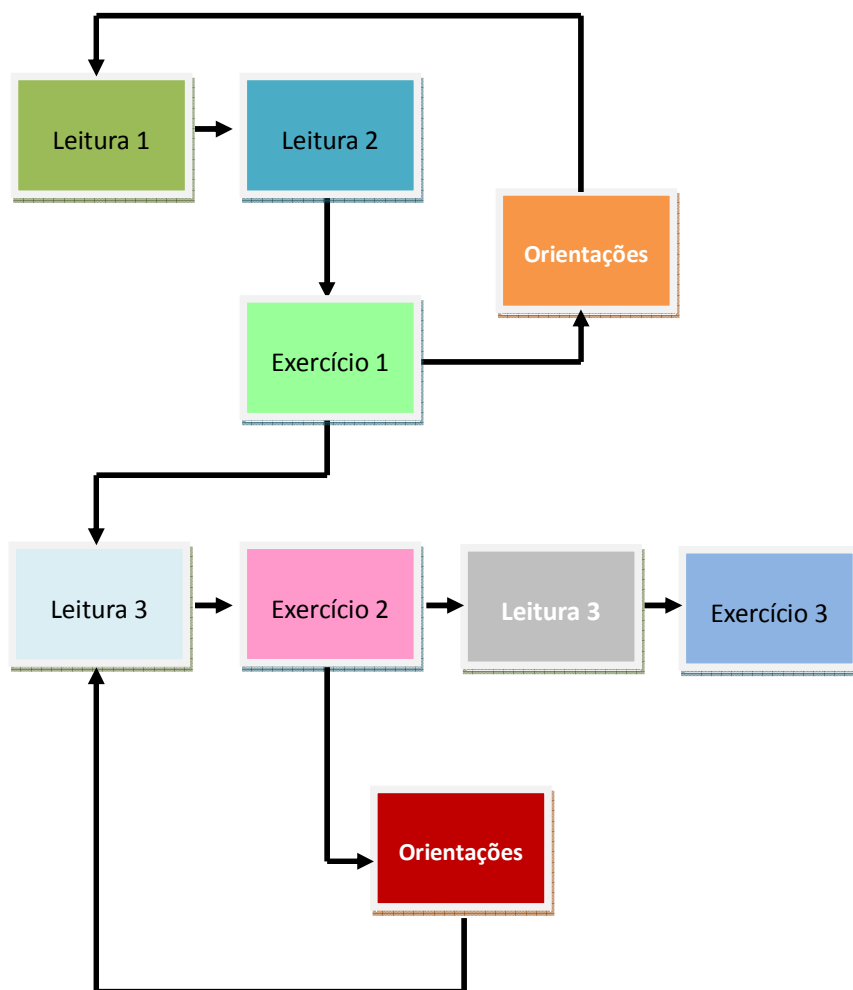 Leitura 1
Leitura 2
Orientações
Exercício 1
Leitura 3
Exercício 2
Leitura 3
Exercício 3
Orientações